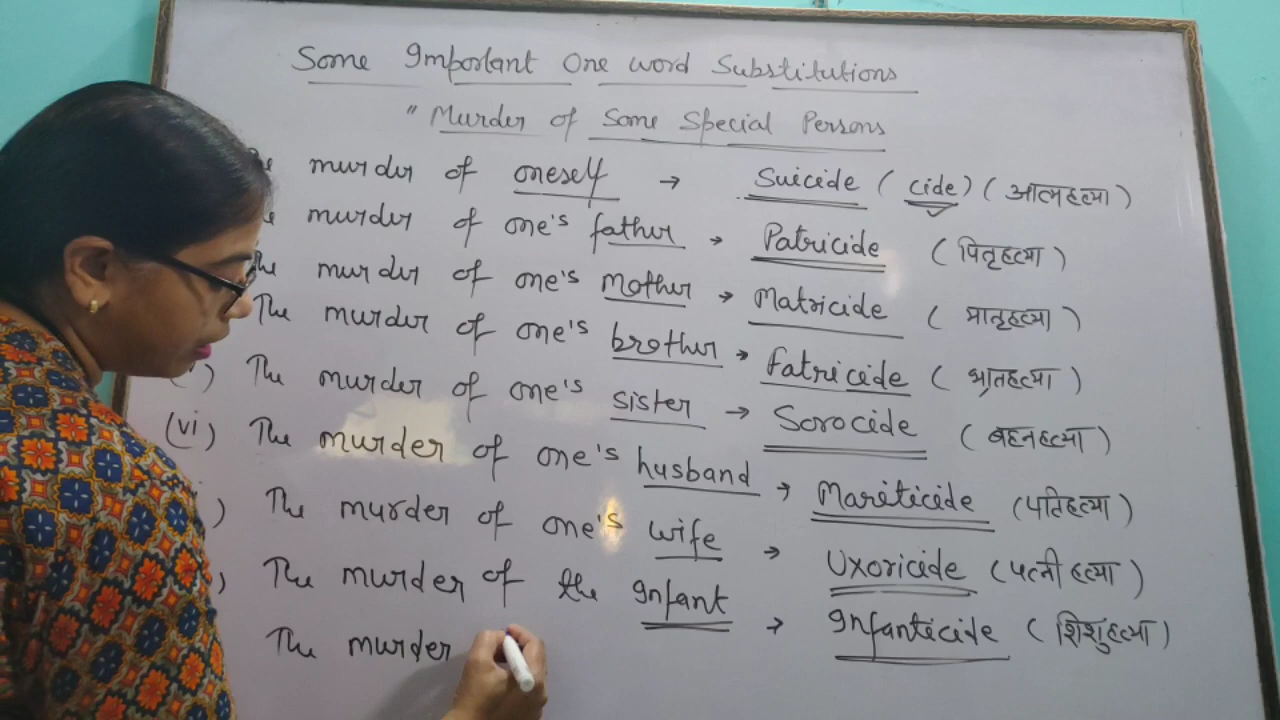 Some Important One word Substitutions
" Murder of Some Special Persons
murder of oneself → Suicide ( cide ) ( आत्महत्या )
murder of one's father → Patricide ( पितृहत्या )
The murder of one's Mother → Matricide ( मातृहत्या )
The murder of one's brother → Fatricide ( भ्रातृहत्या )
) The murder of one's sister → Sorocide ( बहनहत्या )
(vi) The murder of one's husband → Mariticide (पतिहत्या )
) The murder of one's wife → Uxoricide ( पत्नी हत्या )
) The murder of the Infant → Infanticide ( शिशुहत्या )
The murder